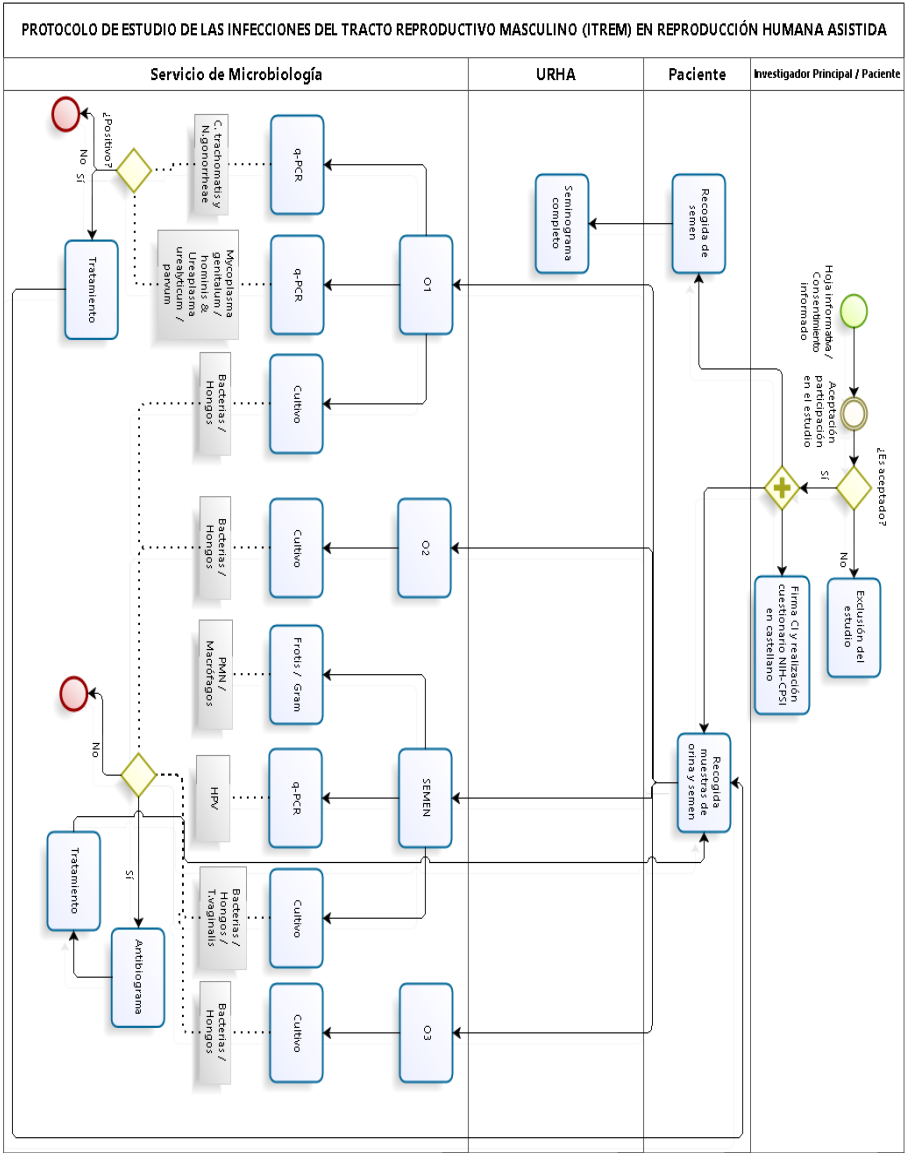 PROTOCOLO DE ESTUDIO DE LAS INFECCIONES DEL TRACTO REPRODUCTIVO MASCULINO (ITREM) EN REPRODUCCIÓN HUMANA ASISTIDA
Servicio de Microbiología
URHA
Paciente
Investigador Principal / Paciente
Hoja informativa /
Consentimiento
informado
Aceptación
participación
en el estudio
¿Es aceptado?
Sí
No
Exclusión del
estudio
Firma CI y realización
cuestionario NIH-CPSI
en castellano
Recogida de
semen
Recogida
muestras de
orina y semen
Seminograma
completo
O1
O2
SEMEN
O3
q-PCR
q-PCR
Cultivo
Cultivo
Frotis / Gram
q-PCR
Cultivo
Cultivo
C. trachomatis y
N.gonorrheae
Mycoplasma
genitalum /
hominis &
Ureaplasma
urealyticum /
parvum
Bacterias /
Hongos
Bacterias /
Hongos
PMN /
Macrófagos
HPV
Bacterias /
Hongos /
T.vaginalis
Bacterias /
Hongos
¿Positivo?
No
Sí
Tratamiento
No
Sí
Antibiograma
Tratamiento